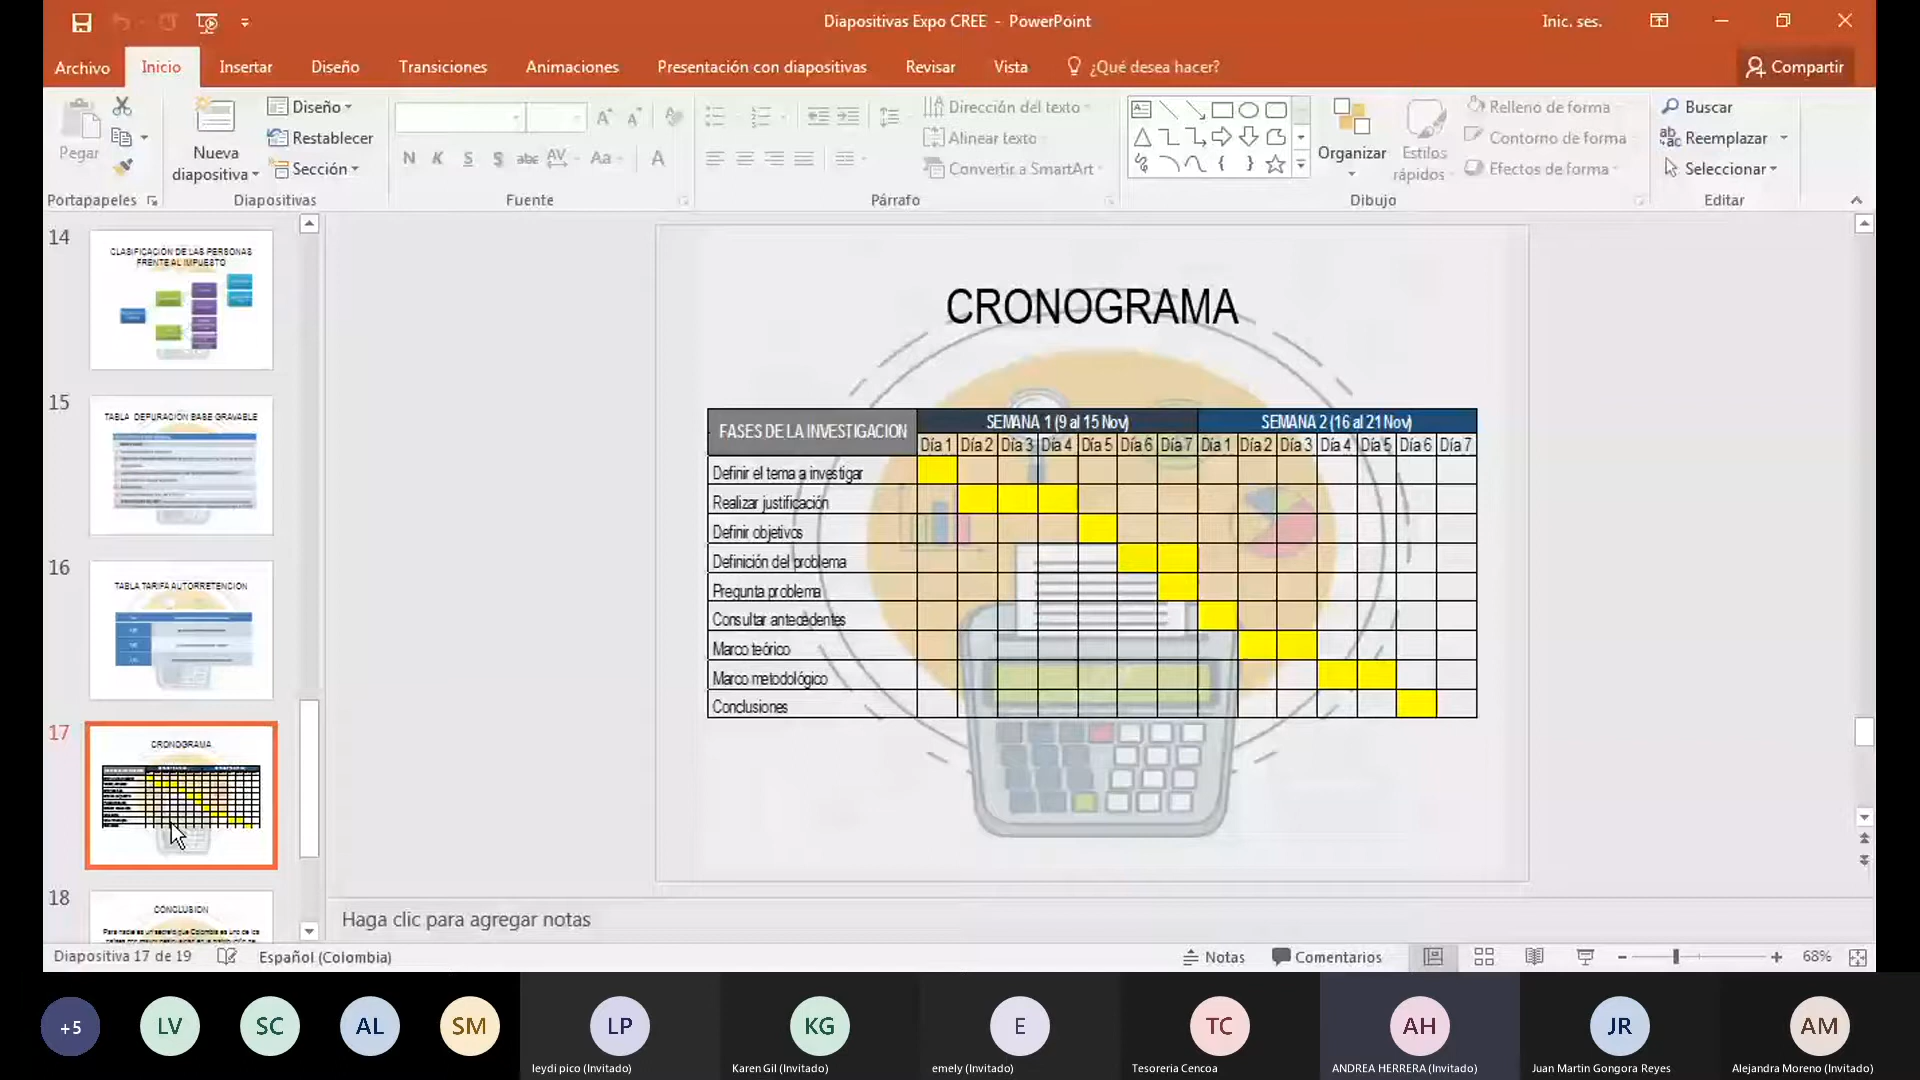 Diapositivas Expo CREE - PowerPoint
Inic. ses.
Archivo Inicio Insertar Diseño Transiciones Animaciones Presentación con diapositivas Revisar Vista ¿Qué desea hacer? Compartir
Pegar
Nueva diapositiva
Diseño
Restablecer
Sección
N K S S abc AV Aa A
Dirección del texto
Alinear texto
Convertir a SmartArt
Organizar
Estilos rápidos
Relleno de forma
Contorno de forma
Efectos de forma
Buscar
Reemplazar
Seleccionar
Portapapeles Diapositivas Fuente Párrafo Dibujo Editar
14
CLASIFICACION DE LAS PERSONAS
FRENTE AL IMPUESTO
15
TABLA DEPURACION BASE GRAVABLE
16
TABLA TARIFA AUTORRETENCION
17
CRONOGRAMA
18
CONCLUSION
CRONOGRAMA
FASES DE LA INVESTIGACION SEMANA 1 (9 al 15 Nov) SEMANA 2 (16 al 21 Nov)
Día 1 Día 2 Día 3 Día 4 Día 5 Día 6 Día 7 Día 1 Día 2 Día 3 Día 4 Día 5 Día 6 Día 7
Definir el tema a investigar
Realizar justificación
Definir objetivos
Definición del problema
Pregunta problema
Consultar antecedentes
Marco teórico
Marco metodológico
Conclusiones
Haga clic para agregar notas
Diapositiva 17 de 19 Español (Colombia) Notas Comentarios 68%
+5 LV SC AL SM LP KG E TC AH JR AM
leydi pico (Invitado) Karen Gil (Invitado) emely (Invitado) Tesoreria Cencoa ANDREA HERRERA (Invitado) Juan Martin Gongora Reyes Alejandra Moreno (Invitado)